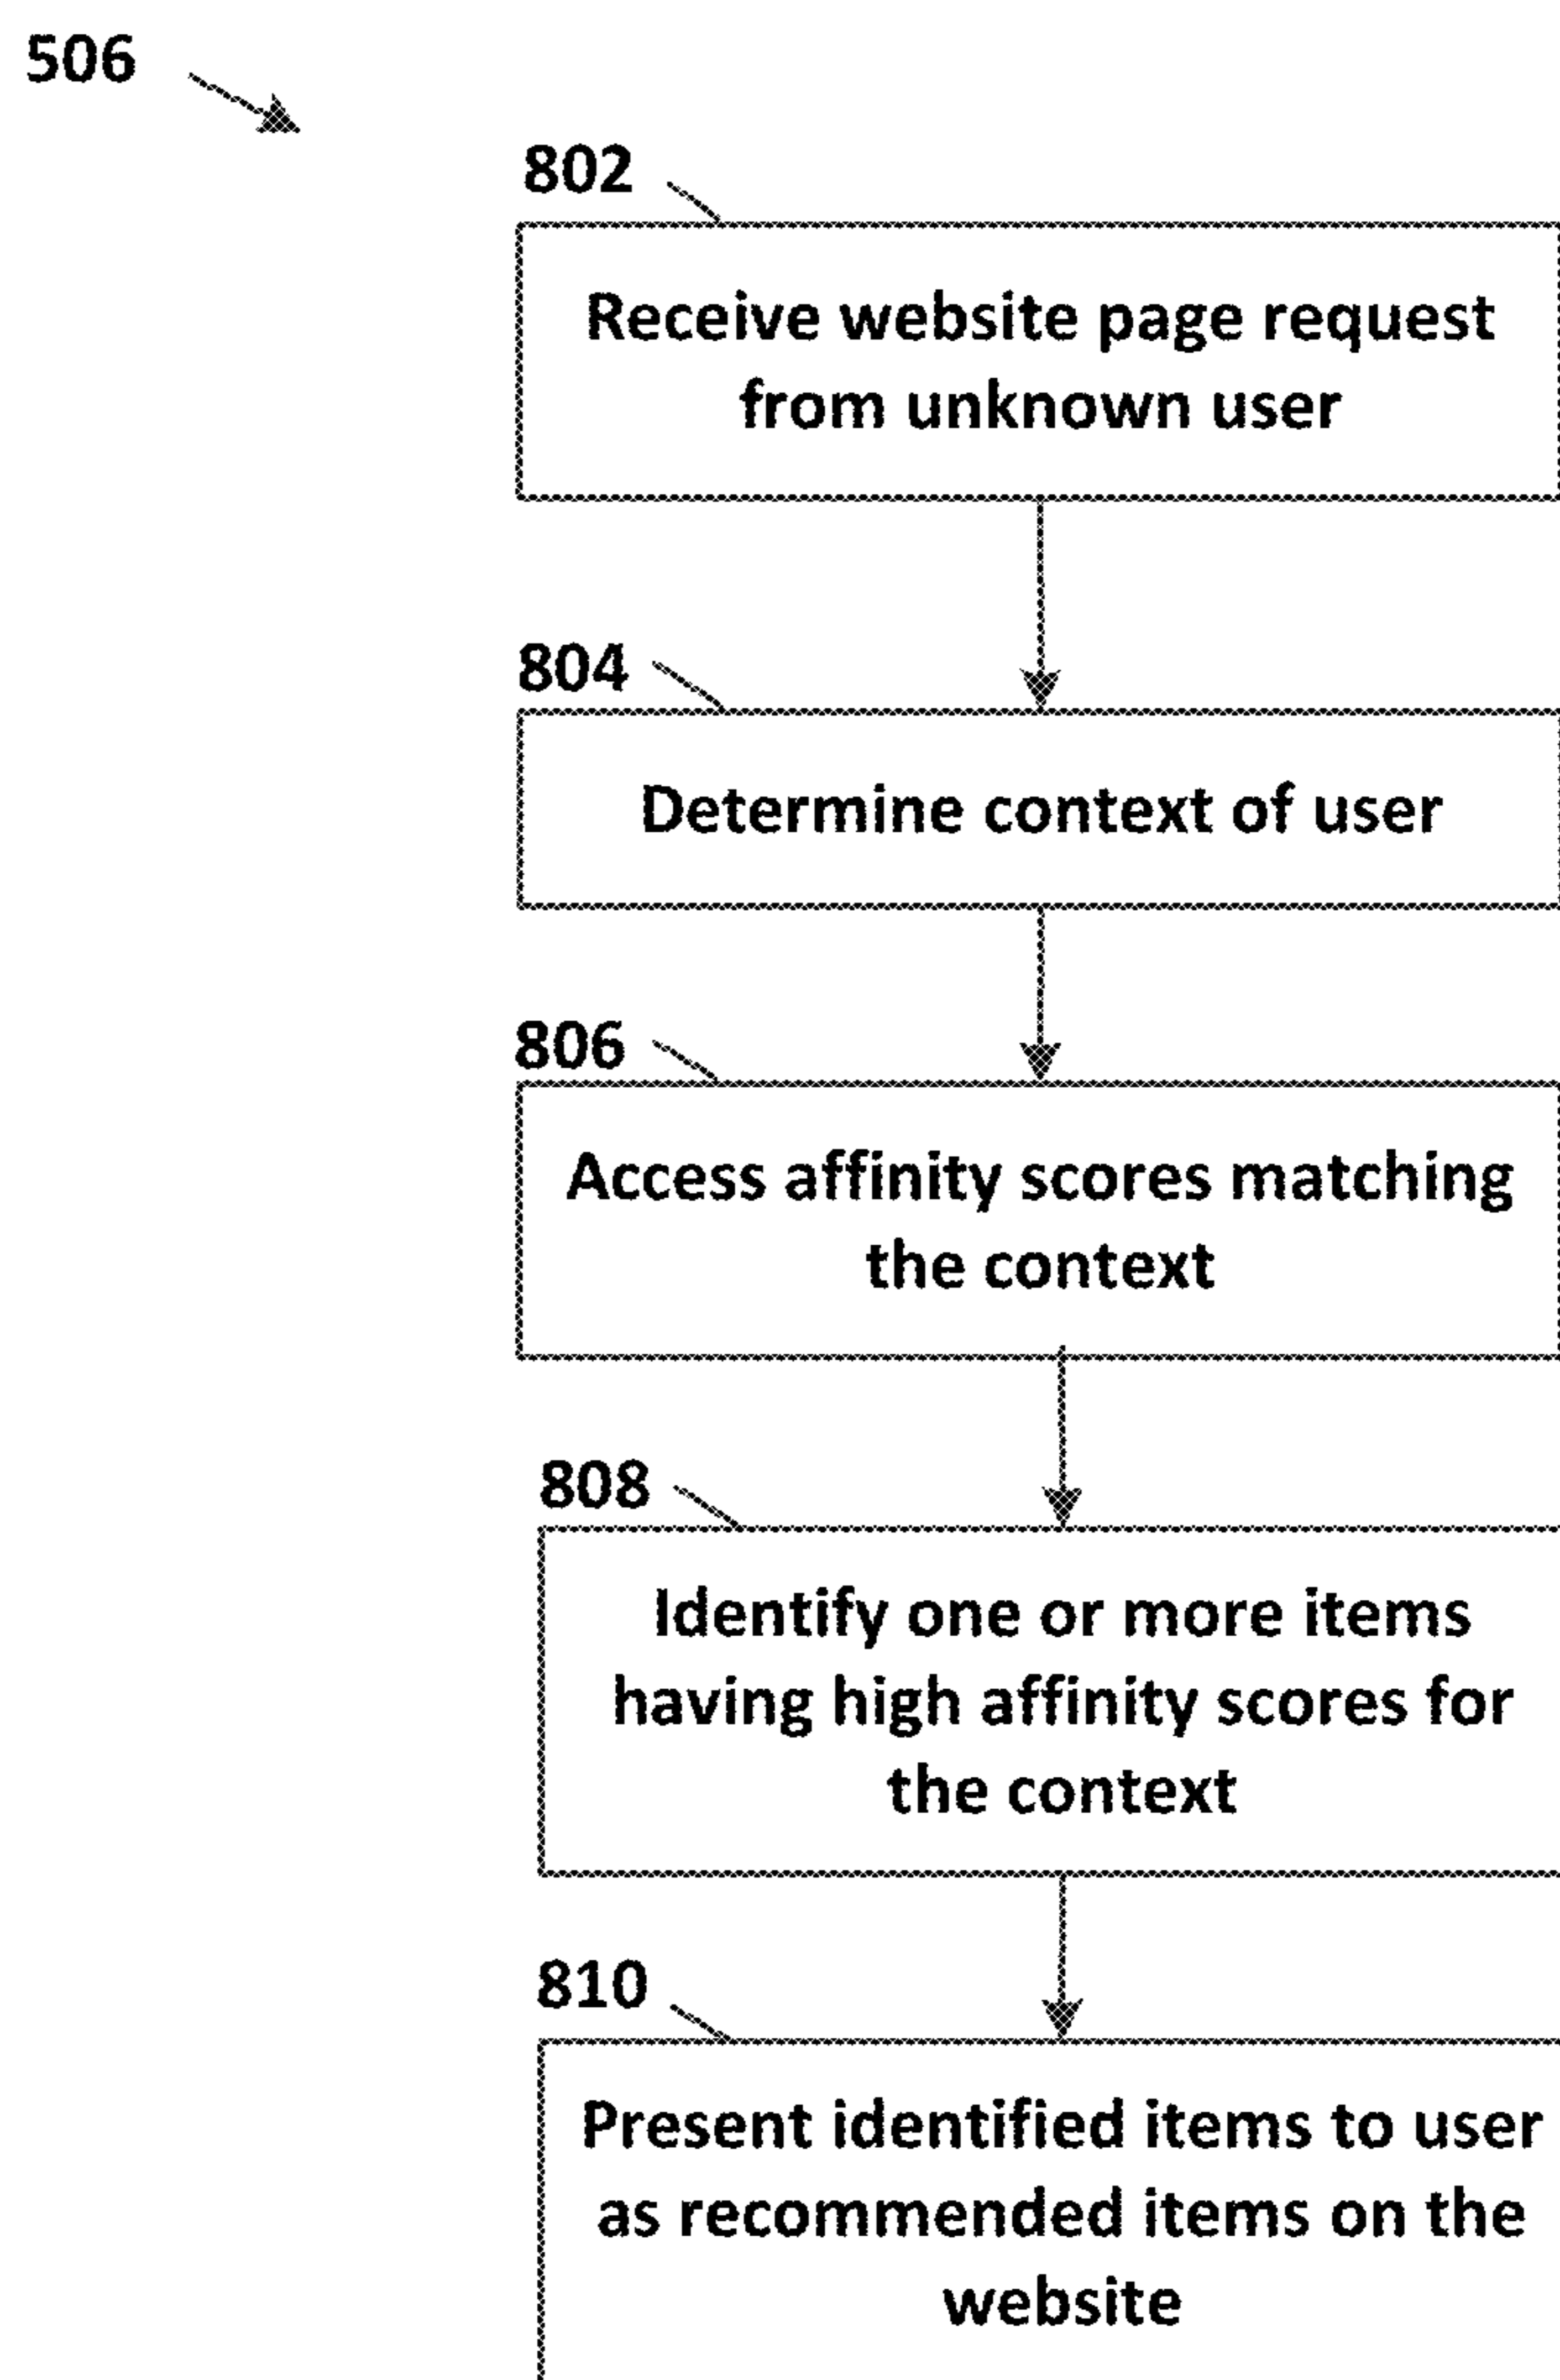 506
802
Receive website page request
from unknown user
804
Determine context of user
806
Access affinity scores matching
the context
808
Identify one or more items
having high affinity scores for
the context
810
Present identified items to user
as recommended items on the
website